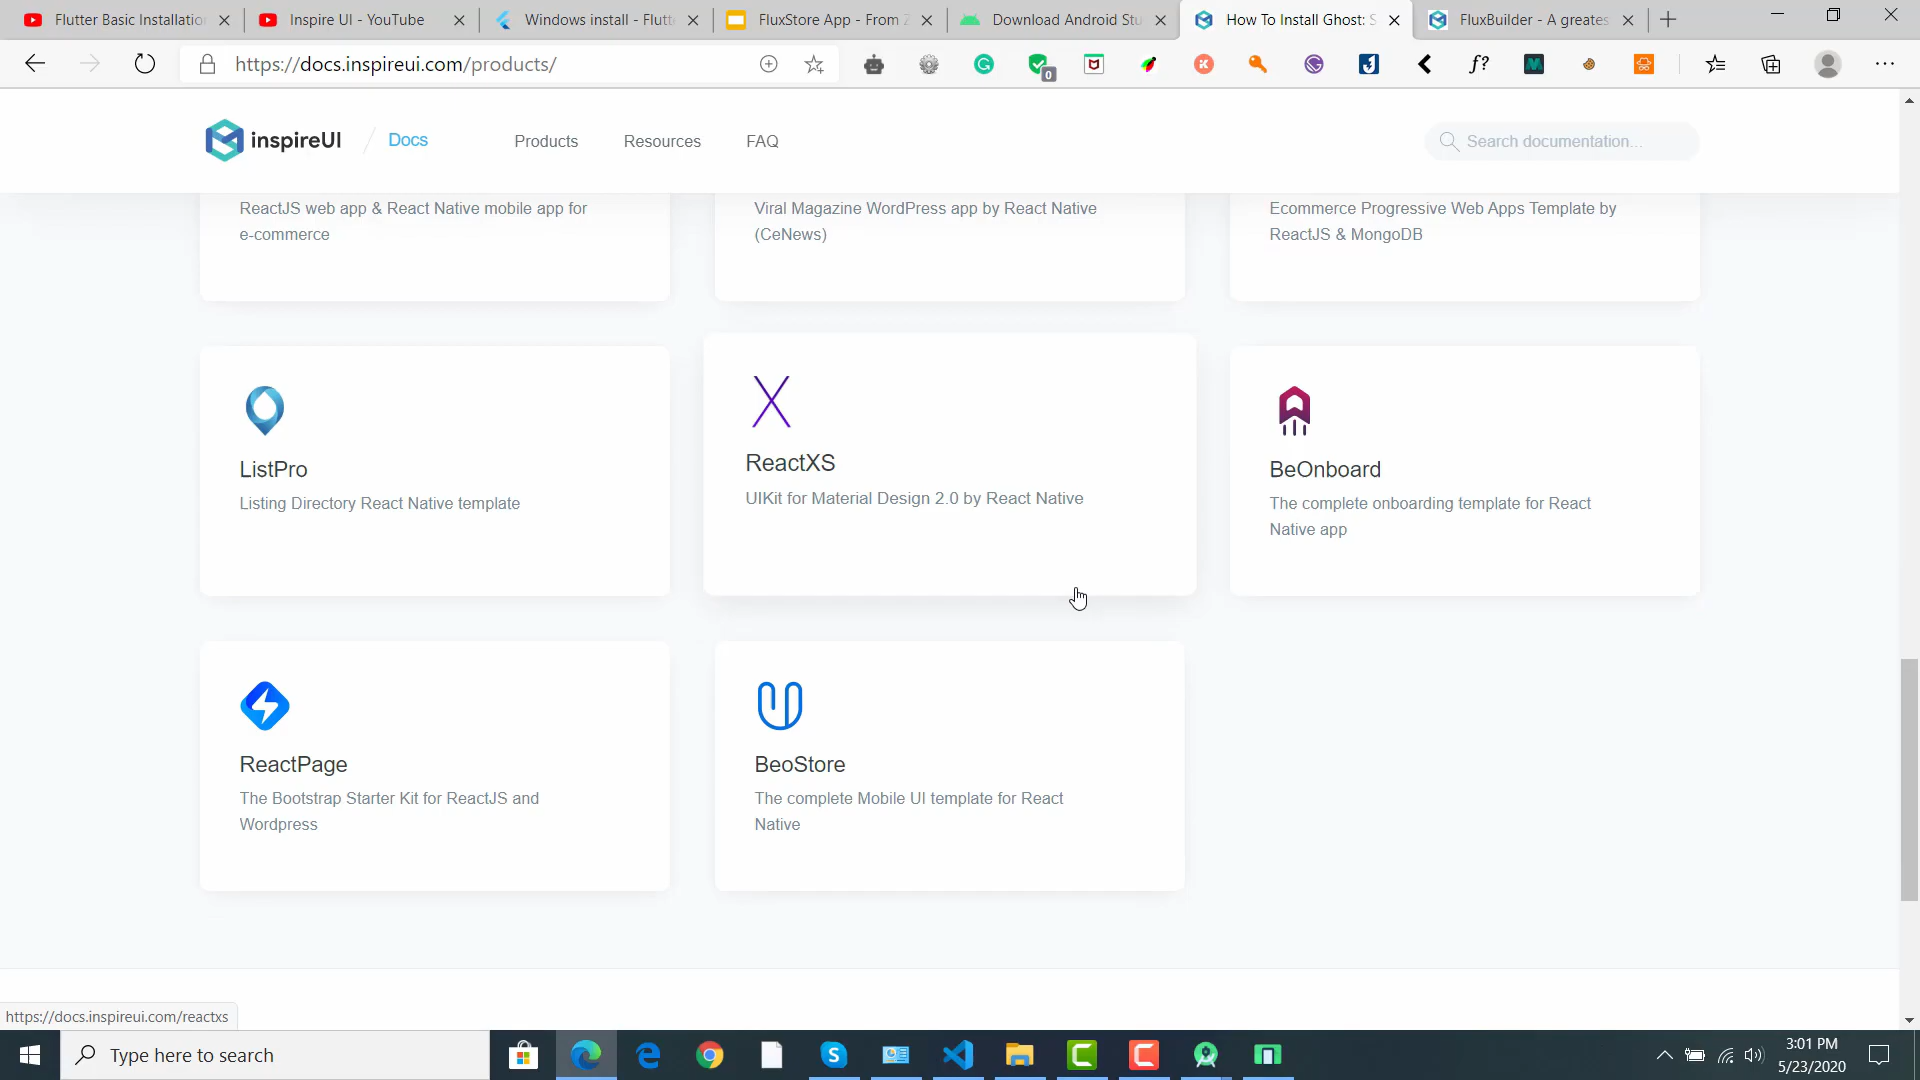 Flutter Basic Installatio
Inspire UI - YouTube
Windows install - Flutt
FluxStore App - From Z
Download Android Stu
How To Install Ghost: S
FluxBuilder - A greates
https://docs.inspireui.com/products/
0
f?
inspireUI / Docs
Products
Resources
FAQ
Search documentation...
ReactJS web app & React Native mobile app for
e-commerce
Viral Magazine WordPress app by React Native
(CeNews)
Ecommerce Progressive Web Apps Template by
ReactJS & MongoDB
ListPro
Listing Directory React Native template
ReactXS
UIKit for Material Design 2.0 by React Native
BeOnboard
The complete onboarding template for React
Native app
ReactPage
The Bootstrap Starter Kit for ReactJS and
Wordpress
BeoStore
The complete Mobile UI template for React
Native
https://docs.inspireui.com/reactxs
Type here to search
3:01 PM
5/23/2020